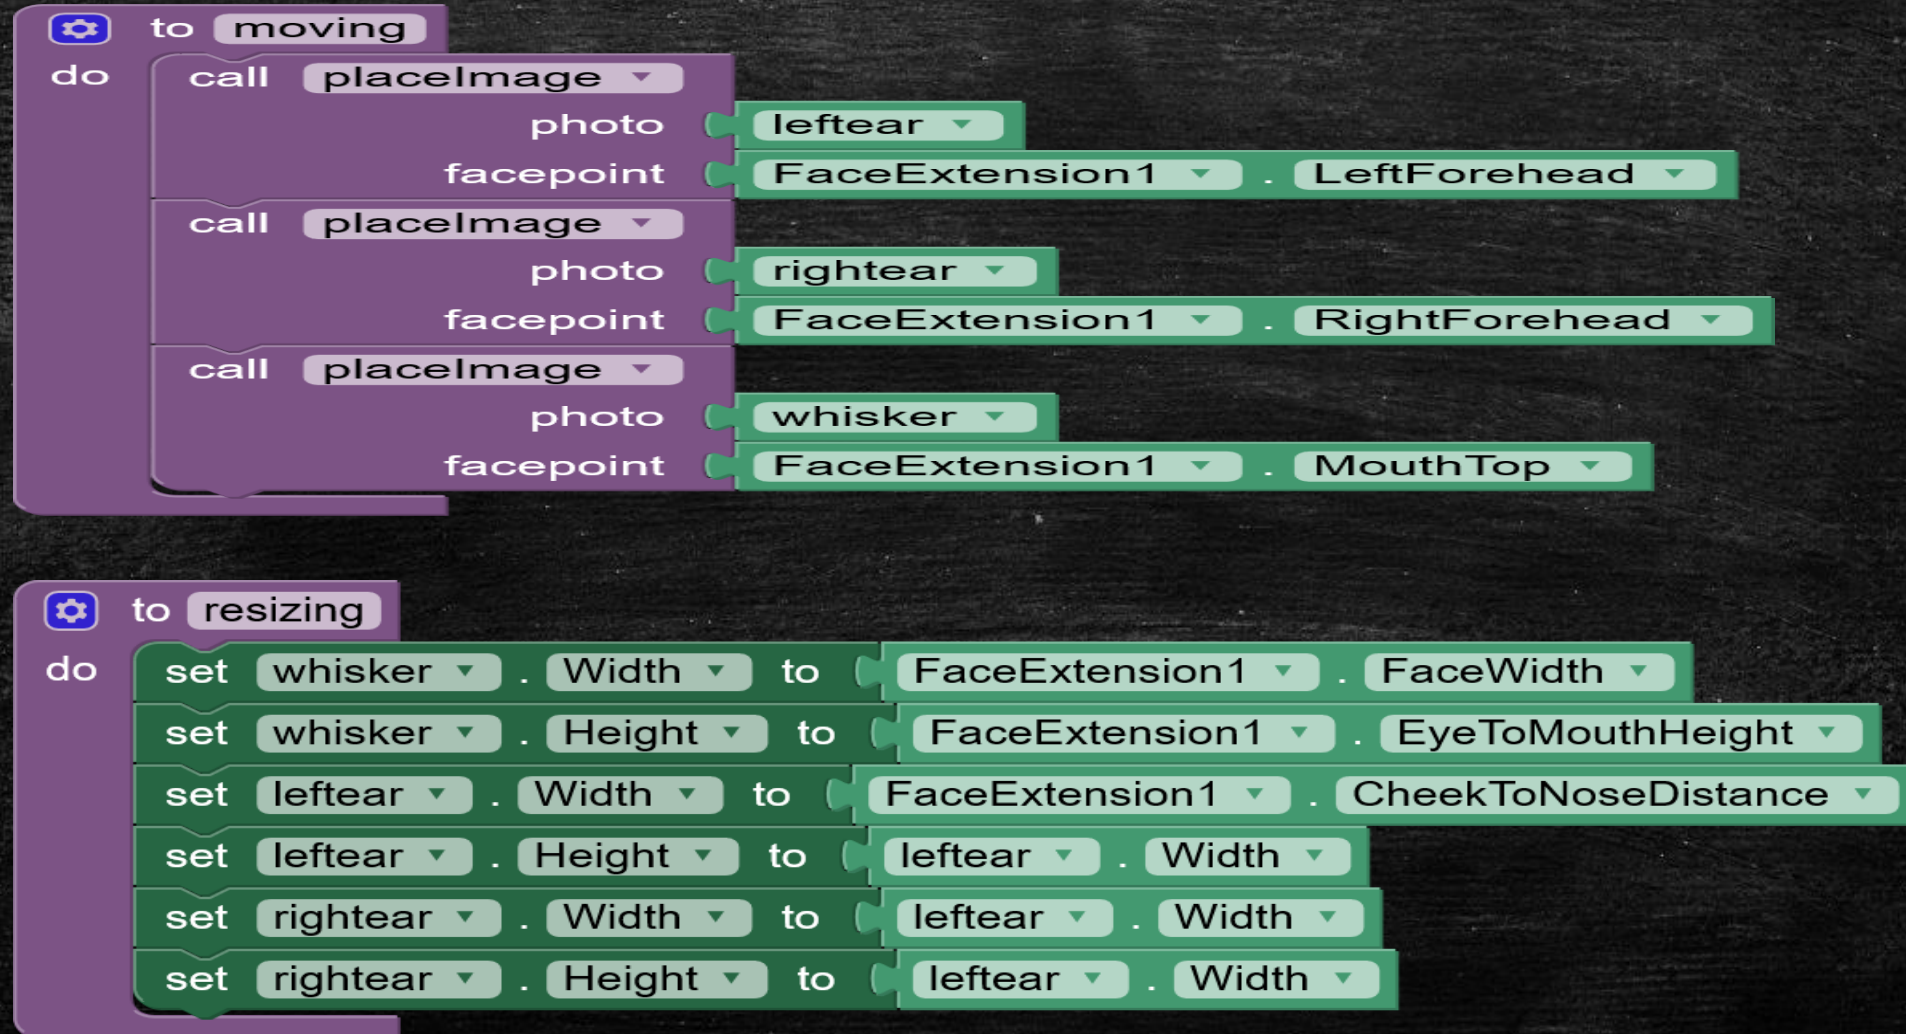 to moving
do call placeImage
photo leftear
facepoint FaceExtension1 . LeftForehead
call placeImage
photo rightear
facepoint FaceExtension1 . RightForehead
call placeImage
photo whisker
facepoint FaceExtension1 . MouthTop
to resizing
do set whisker . Width to FaceExtension1 . FaceWidth
set whisker . Height to FaceExtension1 . EyeToMouthHeight
set leftear . Width to FaceExtension1 . CheekToNoseDistance
set leftear . Height to leftear . Width
set rightear . Width to leftear . Width
set rightear . Height to leftear . Width